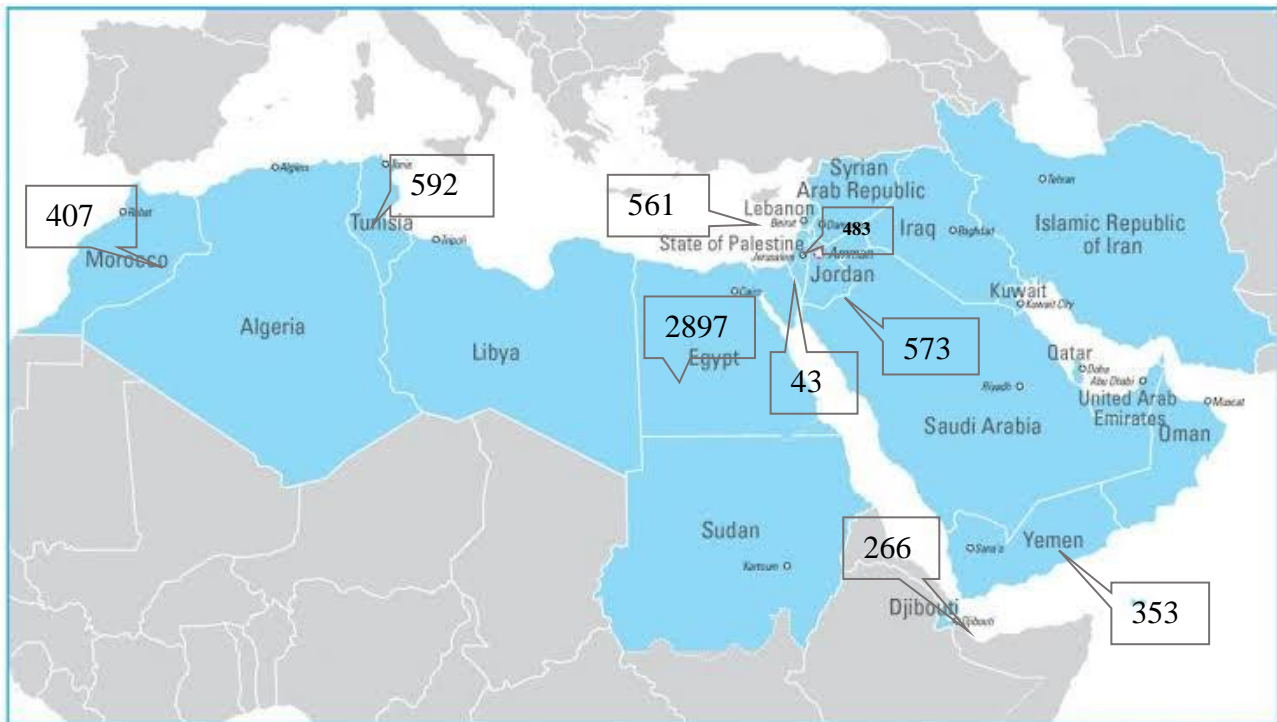 Syrian
Arab Republic
Tehran
Algiers
Tunis
592
561
Lebanon
Beirut
407
Rabat
Tunisia
483
Iraq
Baghdad
Islamic Republic
of Iran
Tripoli
State of Palestine
Jerusalem
Amman
Morocco
Jordan
Kuwait
Kuwait City
Cairo
Algeria
Libya
2897
Egypt
573
43
Qatar
Doha
Abu Dhabi
Riyadh
United Arab
Emirates
Muscat
Saudi Arabia
Oman
Sudan
266
Sana'a
Yemen
Kartoum
Djibouti
Djibouti
353